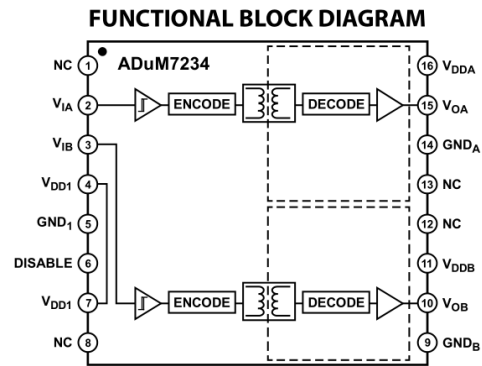 FUNCTIONAL BLOCK DIAGRAM
ADuM7234
NC 1
16 VDDA
VIA 2
ENCODE
DECODE
15 VOA
VIB 3
14 GNDA
VDD1 4
13 NC
GND1 5
12 NC
DISABLE 6
11 VDDB
VDD1 7
ENCODE
DECODE
10 VOB
NC 8
9 GNDB